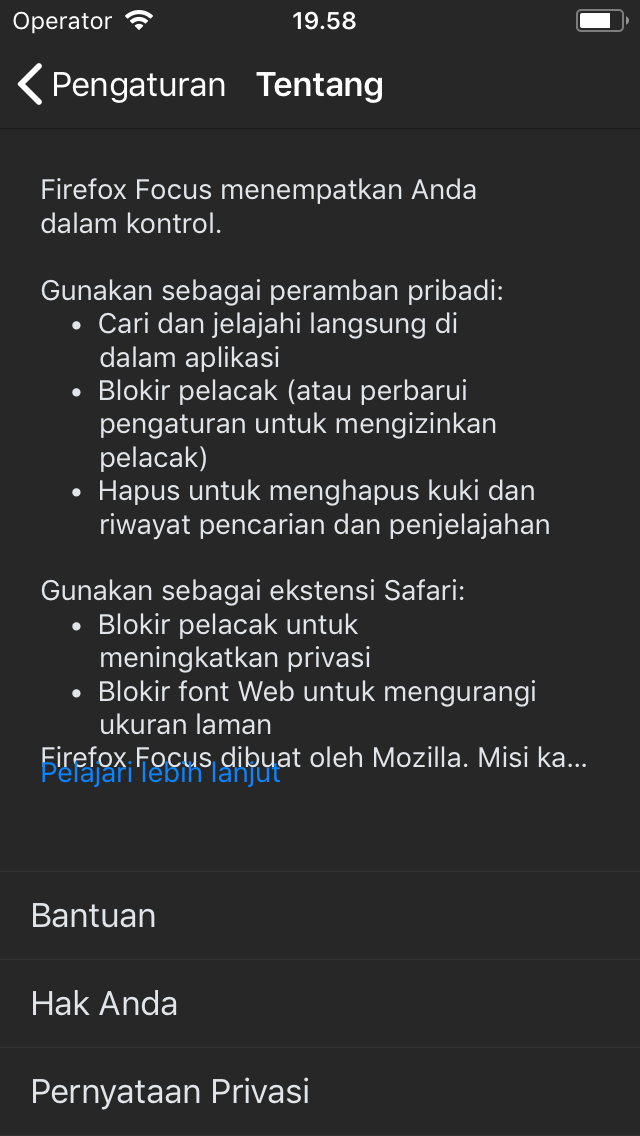 Operator 19.58
Pengaturan Tentang
Firefox Focus menempatkan Anda
dalam kontrol.
Gunakan sebagai peramban pribadi:
• Cari dan jelajahi langsung di
dalam aplikasi
• Blokir pelacak (atau perbarui
pengaturan untuk mengizinkan
pelacak)
• Hapus untuk menghapus kuki dan
riwayat pencarian dan penjelajahan
Gunakan sebagai ekstensi Safari:
• Blokir pelacak untuk
meningkatkan privasi
• Blokir font Web untuk mengurangi
ukuran laman
Firefox Focus dibuat oleh Mozilla. Misi ka...
Pelajari lebih lanjut
Bantuan
Hak Anda
Pernyataan Privasi